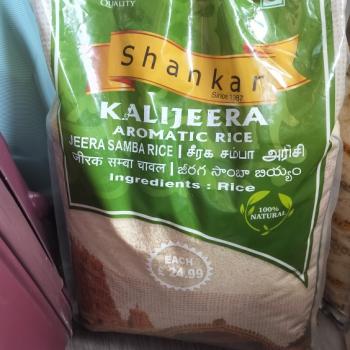 QUALITY
Shankar
Since 1982
KALIJEERA
AROMATIC RICE
JEERA SAMBA RICE | சீரக சம்பா அரிசி
जीरक सम्बा चावल | జీరగ సాంబా బియ్యం
Ingredients : Rice
100%
NATURAL
EACH
£ 24.99